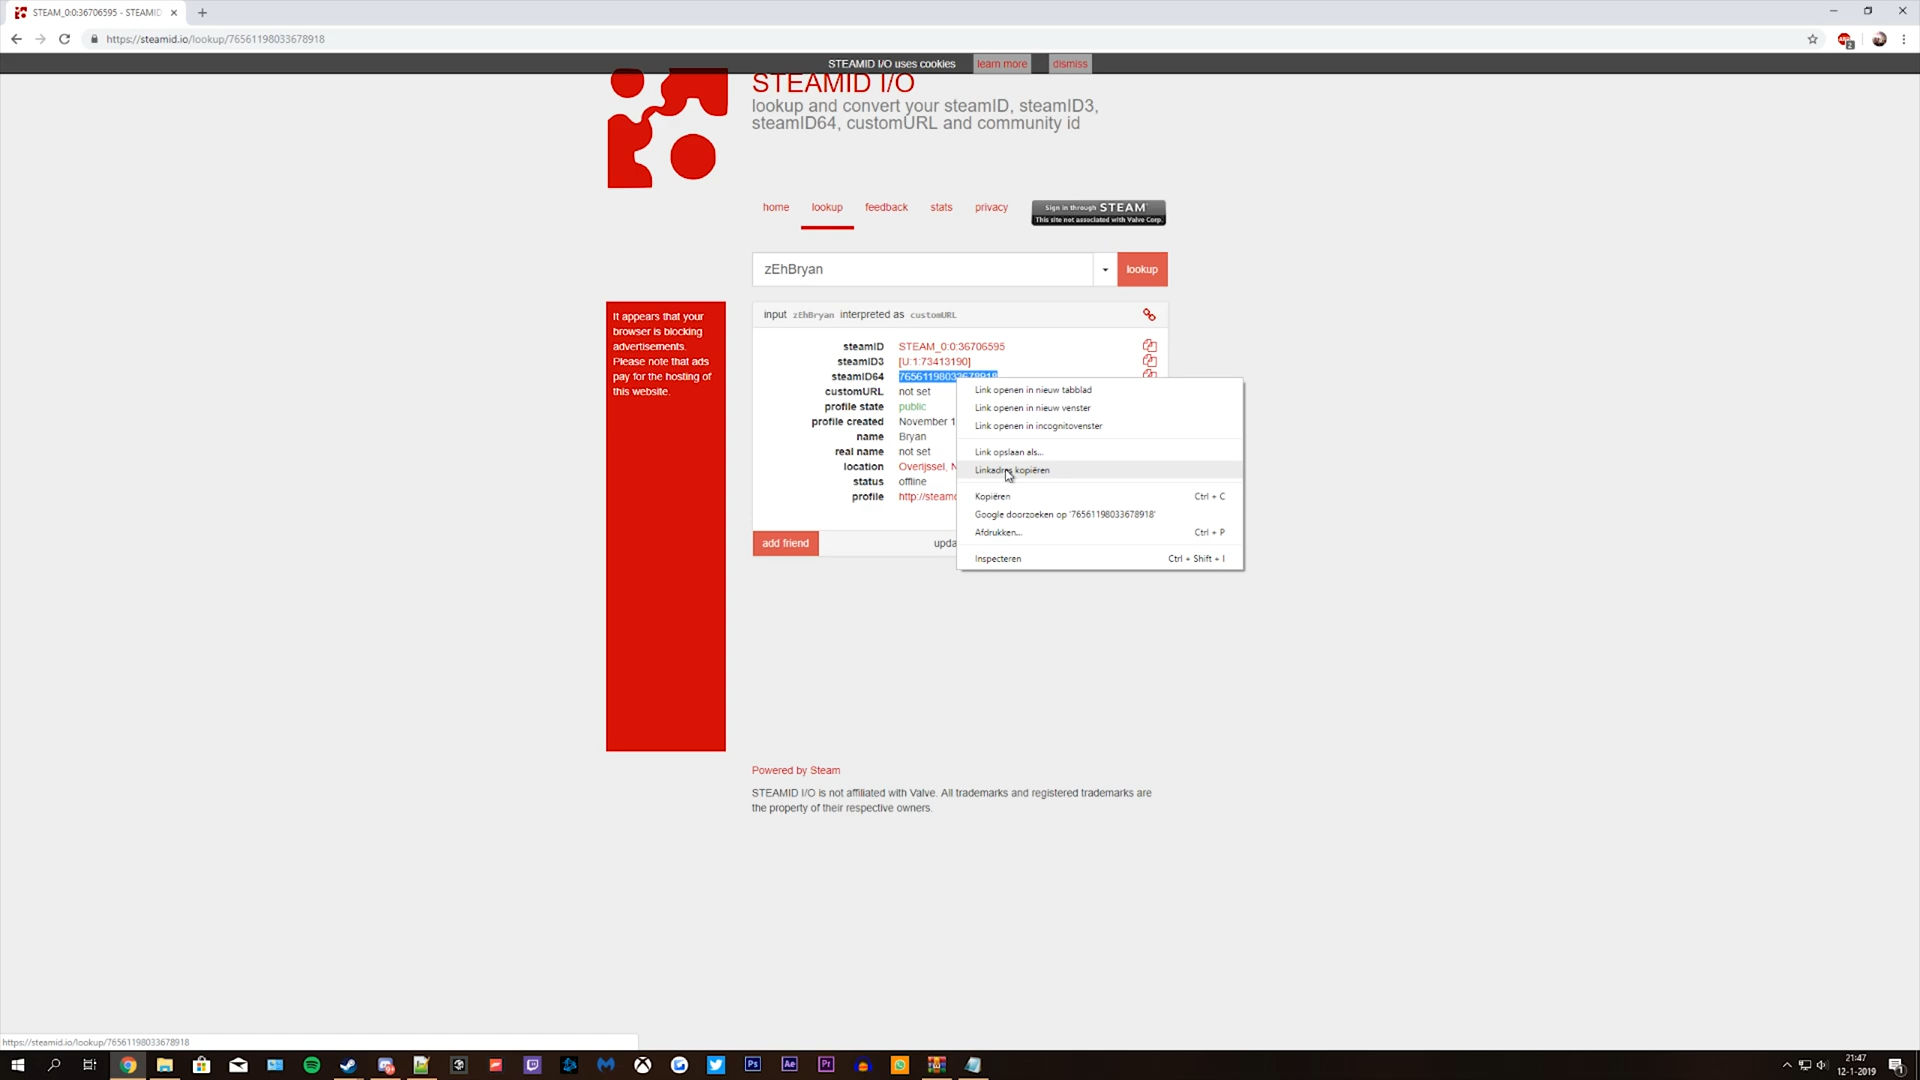 STEAM_0:0:36706595 - STEAMID
https://steamid.io/lookup/76561198033678918
STEAMID I/O uses cookies learn more dismiss
STEAMID I/O
lookup and convert your steamID, steamID3,
steamID64, customURL and community id
home lookup feedback stats privacy
Sign in through STEAM
This site not associated with Valve Corp.
zEhBryan lookup
It appears that your
browser is blocking
advertisements.
Please note that ads
pay for the hosting of
this website.
input zEhBryan interpreted as customURL
steamID STEAM_0:0:36706595
steamID3 [U:1:73413190]
steamID64 76561198033678918
customURL not set
profile state public
profile created November 1
name Bryan
real name not set
location Overijssel, N
status offline
profile http://steamc
add friend upda
Link openen in nieuw tabblad
Link openen in nieuw venster
Link openen in incognitovenster
Link opslaan als...
Linkadres kopiëren
Kopiëren Ctrl + C
Google doorzoeken op '76561198033678918'
Afdrukken... Ctrl + P
Inspecteren Ctrl + Shift + I
Powered by Steam
STEAMID I/O is not affiliated with Valve. All trademarks and registered trademarks are
the property of their respective owners.
https://steamid.io/lookup/76561198033678918
Ps Ae Pr
21:47
12-1-2019